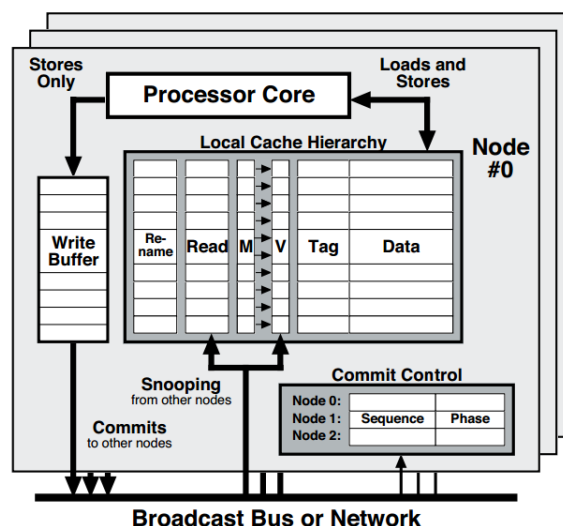 Stores
Only
Loads and
Stores
Processor Core
Local Cache Hierarchy
Node
#0
Write
Buffer
Re-
name
Read
M
V
Tag
Data
Snooping
from other nodes
Commits
to other nodes
Commit Control
Node 0:
Node 1:
Sequence
Phase
Node 2:
Broadcast Bus or Network